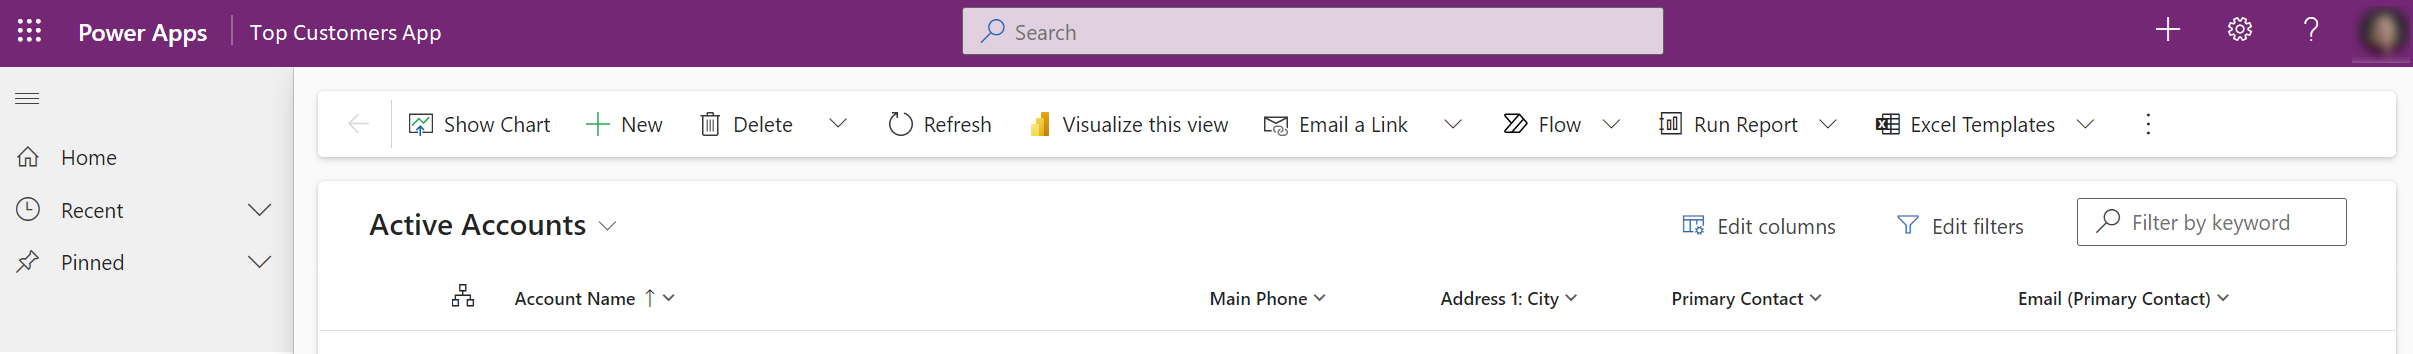 Power Apps Top Customers App Search
Show Chart New Delete Refresh Visualize this view Email a Link Flow Run Report Excel Templates
Home
Recent
Pinned
Active Accounts Edit columns Edit filters Filter by keyword
Account Name Main Phone Address 1: City Primary Contact Email (Primary Contact)